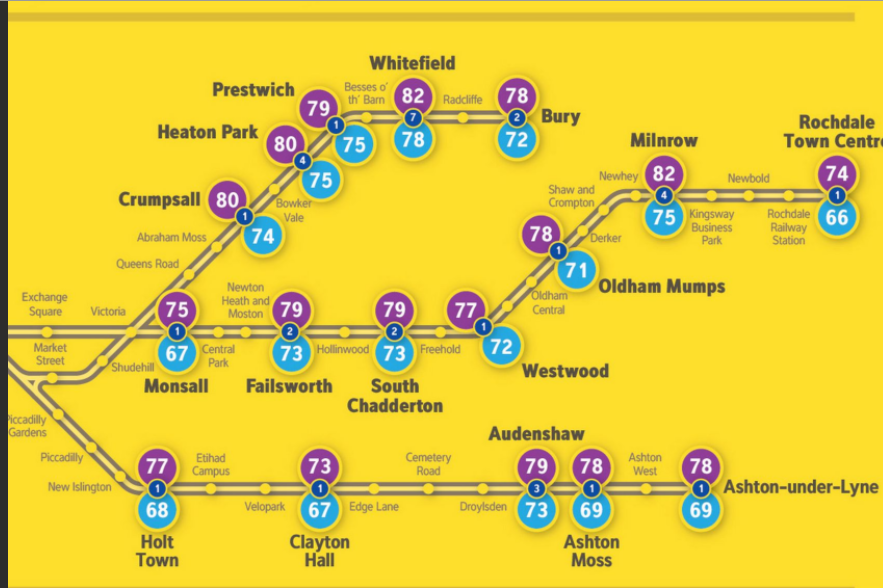 Whitefield
82
7
78
Besses o'
th' Barn
Radcliffe
78
2
72
Bury
Prestwich
79
1
75
Heaton Park
80
4
75
Bowker
Vale
Crumpsall
80
1
74
Abraham Moss
Queens Road
Rochdale
Town Centre
74
1
66
Milnrow
82
4
75
Newhey
Newbold
Kingsway
Business
Park
Rochdale
Railway
Station
Shaw and
Crompton
Derker
78
1
71
Oldham Mumps
Oldham
Central
Exchange
Square
Victoria
75
1
67
Monsall
Newton
Heath and
Moston
Central
Park
79
2
73
Failsworth
Hollinwood
79
2
73
South
Chadderton
Freehold
77
1
72
Westwood
Market
Street
Shudehill
Piccadilly
Gardens
Piccadilly
New Islington
77
1
68
Holt
Town
Etihad
Campus
Velopark
73
1
67
Clayton
Hall
Edge Lane
Cemetery
Road
Droylsden
Audenshaw
79
3
73
78
1
69
Ashton
Moss
Ashton
West
78
1
69
Ashton-under-Lyne